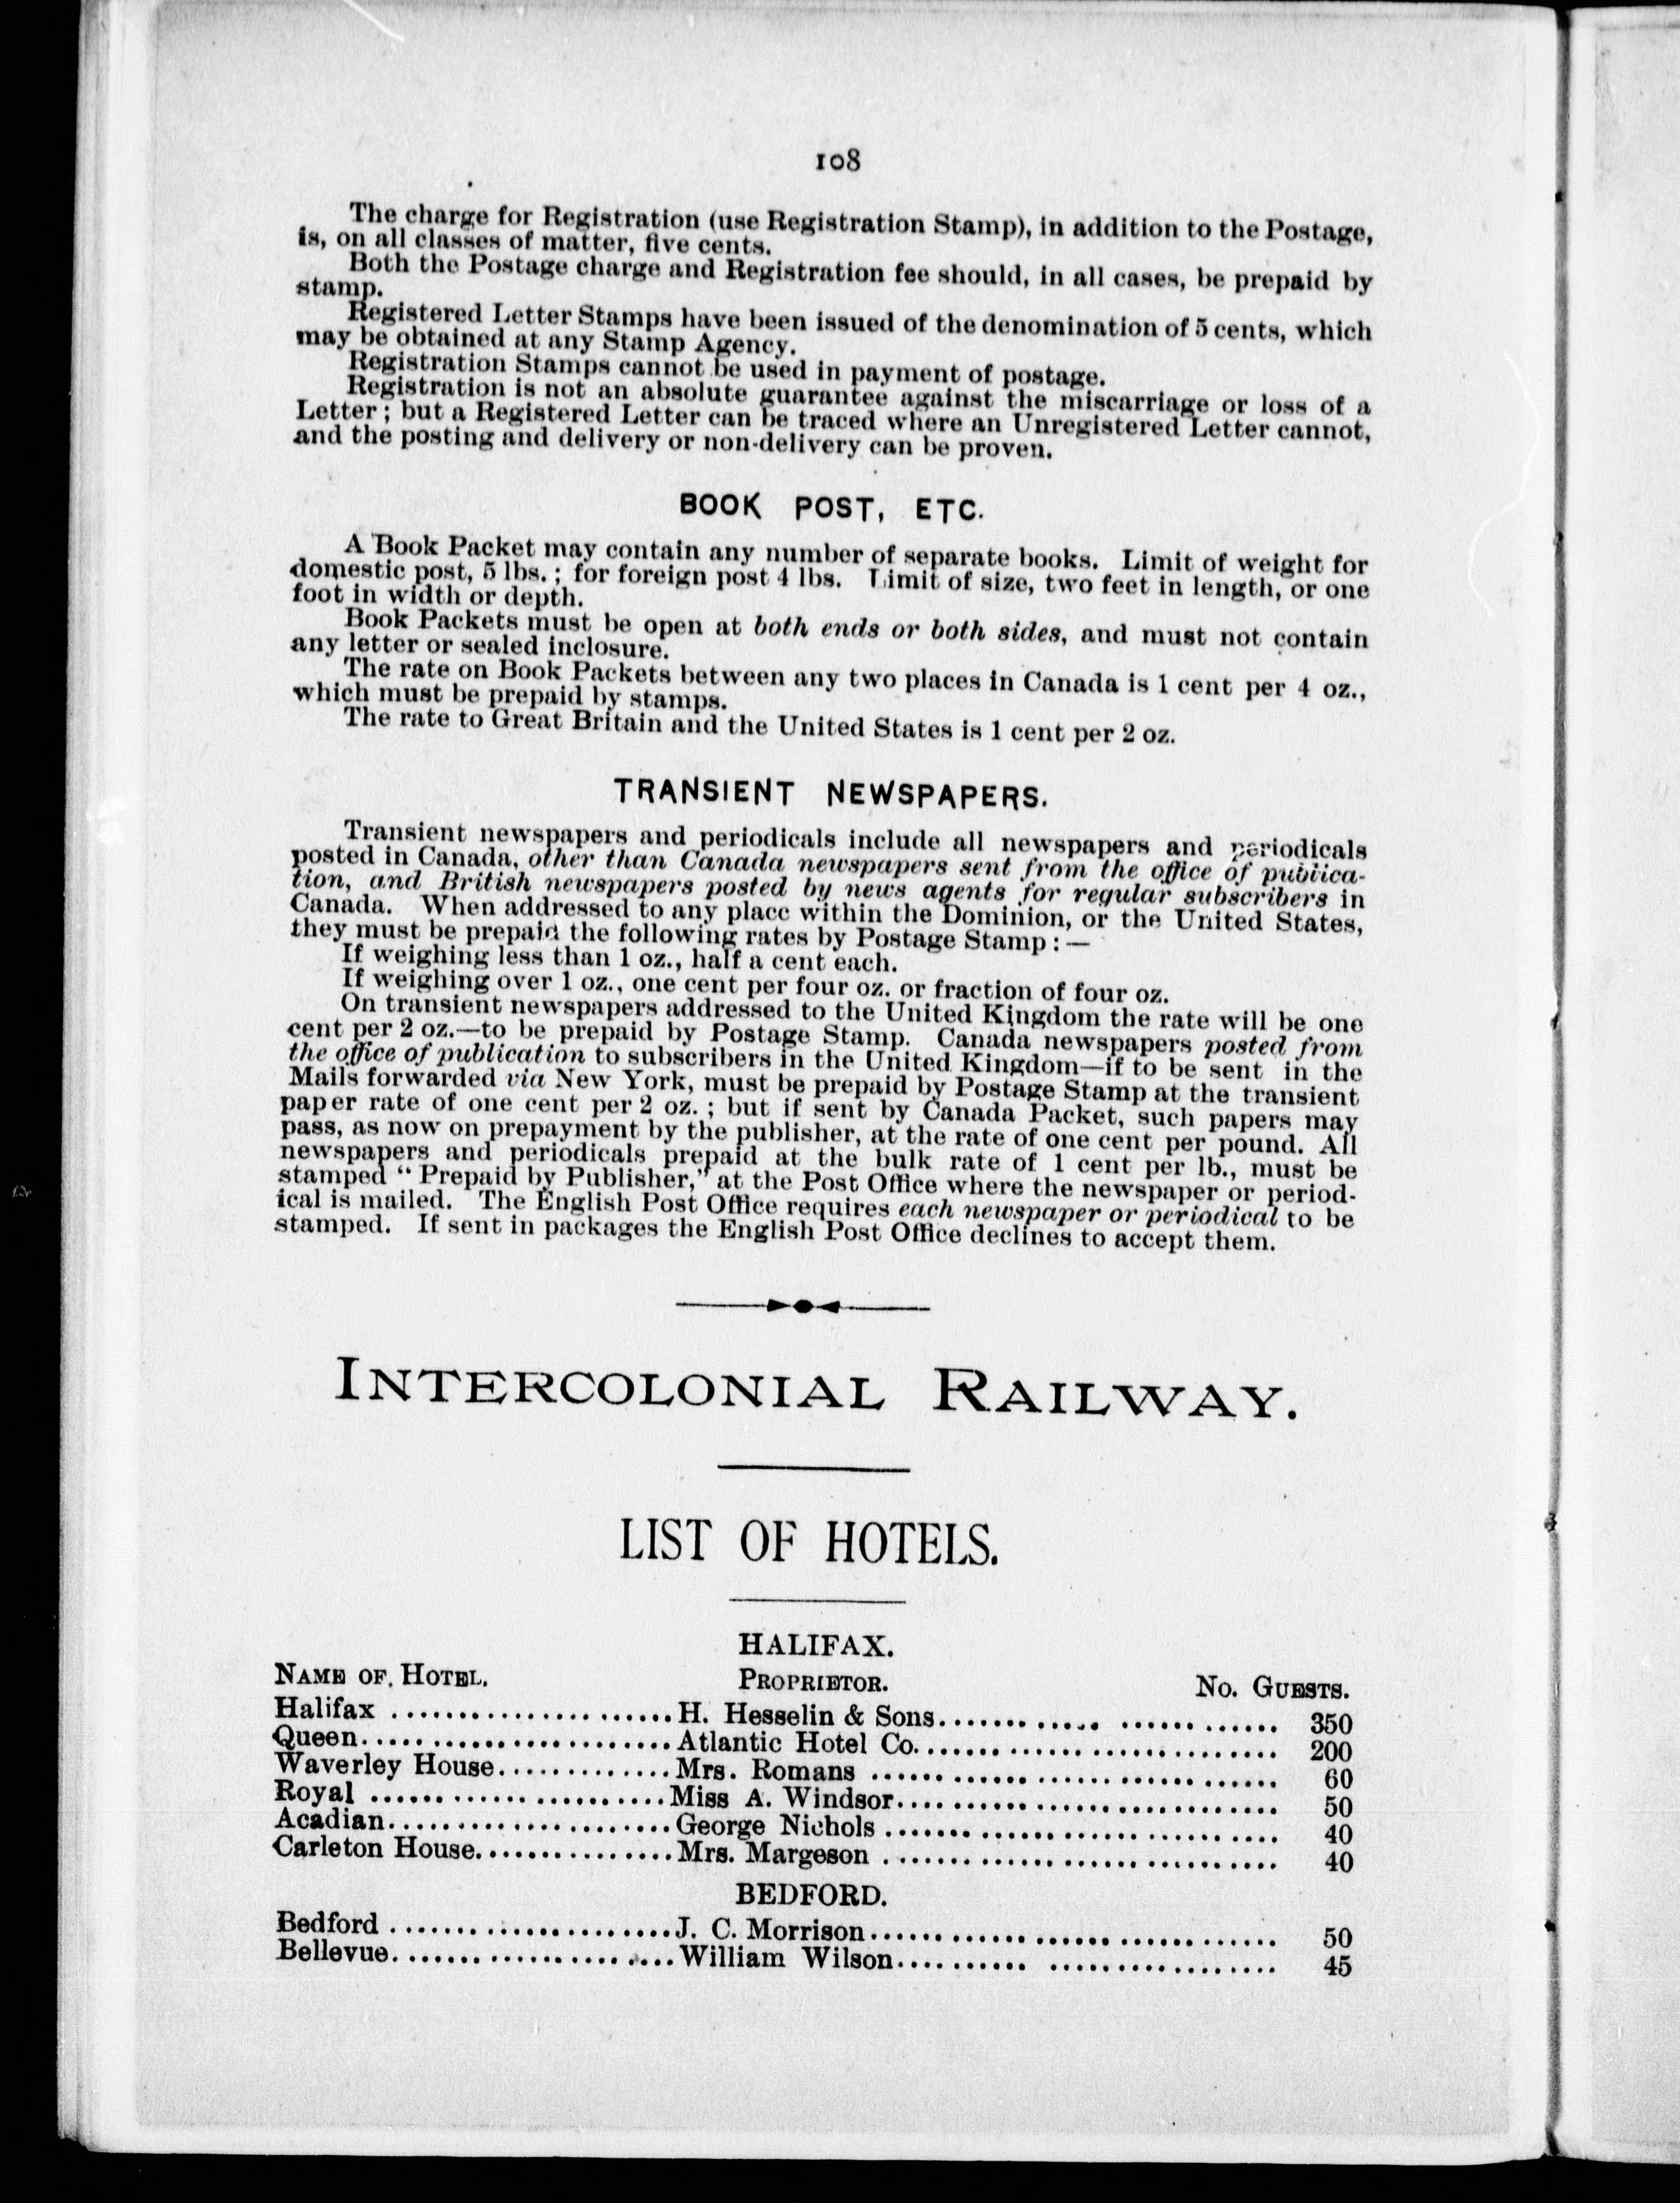 108
The charge for Registration (use Registration Stamp), in addition to the Postage,
is, on all classes of matter, five cents.
Both the Postage charge and Registration fee should, in all cases, be prepaid by
stamp.
Registered Letter Stamps have been issued of the denomination of 5 cents, which
may be obtained at any Stamp Agency.
Registration Stamps cannot be used in payment of postage.
Registration is not an absolute guarantee against the miscarriage or loss of a
Letter; but a Registered Letter can be traced where an Unregistered Letter cannot,
and the posting and delivery or non-delivery can be proven.
BOOK POST, ETC.
A Book Packet may contain any number of separate books. Limit of weight for
domestic post, 5 lbs.; for foreign post 4 lbs. Limit of size, two feet in length, or one
foot in width or depth.
Book Packets must be open at both ends or both sides, and must not contain
any letter or sealed inclosure.
The rate on Book Packets between any two places in Canada is 1 cent per 4 oz.,
which must be prepaid by stamps.
The rate to Great Britain and the United States is 1 cent per 2 oz.
TRANSIENT NEWSPAPERS.
Transient newspapers and periodicals include all newspapers and periodicals
posted in Canada, other than Canada newspapers sent from the office of publica-
tion, and British newspapers posted by news agents for regular subscribers in
Canada. When addressed to any place within the Dominion, or the United States,
they must be prepaid the following rates by Postage Stamp:—
If weighing less than 1 oz., half a cent each.
If weighing over 1 oz., one cent per four oz. or fraction of four oz.
On transient newspapers addressed to the United Kingdom the rate will be one
cent per 2 oz.—to be prepaid by Postage Stamp. Canada newspapers posted from
the office of publication to subscribers in the United Kingdom—if to be sent in the
Mails forwarded via New York, must be prepaid by Postage Stamp at the transient
paper rate of one cent per 2 oz.; but if sent by Canada Packet, such papers may
pass, as now on prepayment by the publisher, at the rate of one cent per pound. All
newspapers and periodicals prepaid at the bulk rate of 1 cent per lb., must be
stamped "Prepaid by Publisher," at the Post Office where the newspaper or period-
ical is mailed. The English Post Office requires each newspaper or periodical to be
stamped. If sent in packages the English Post Office declines to accept them.
INTERCOLONIAL RAILWAY.
LIST OF HOTELS.
HALIFAX.
NAME OF HOTEL. PROPRIETOR. NO. GUESTS.
Halifax ........................ H. Hesselin & Sons........................ 350
Queen........................ Atlantic Hotel Co........................ 200
Waverley House............. Mrs. Romans ........................ 60
Royal ........................ Miss A. Windsor........................ 50
Acadian........................ George Nichols ........................ 40
Carleton House............... Mrs. Margeson ........................ 40
BEDFORD.
Bedford ........................ J. C. Morrison........................ 50
Bellevue........................ William Wilson........................ 45